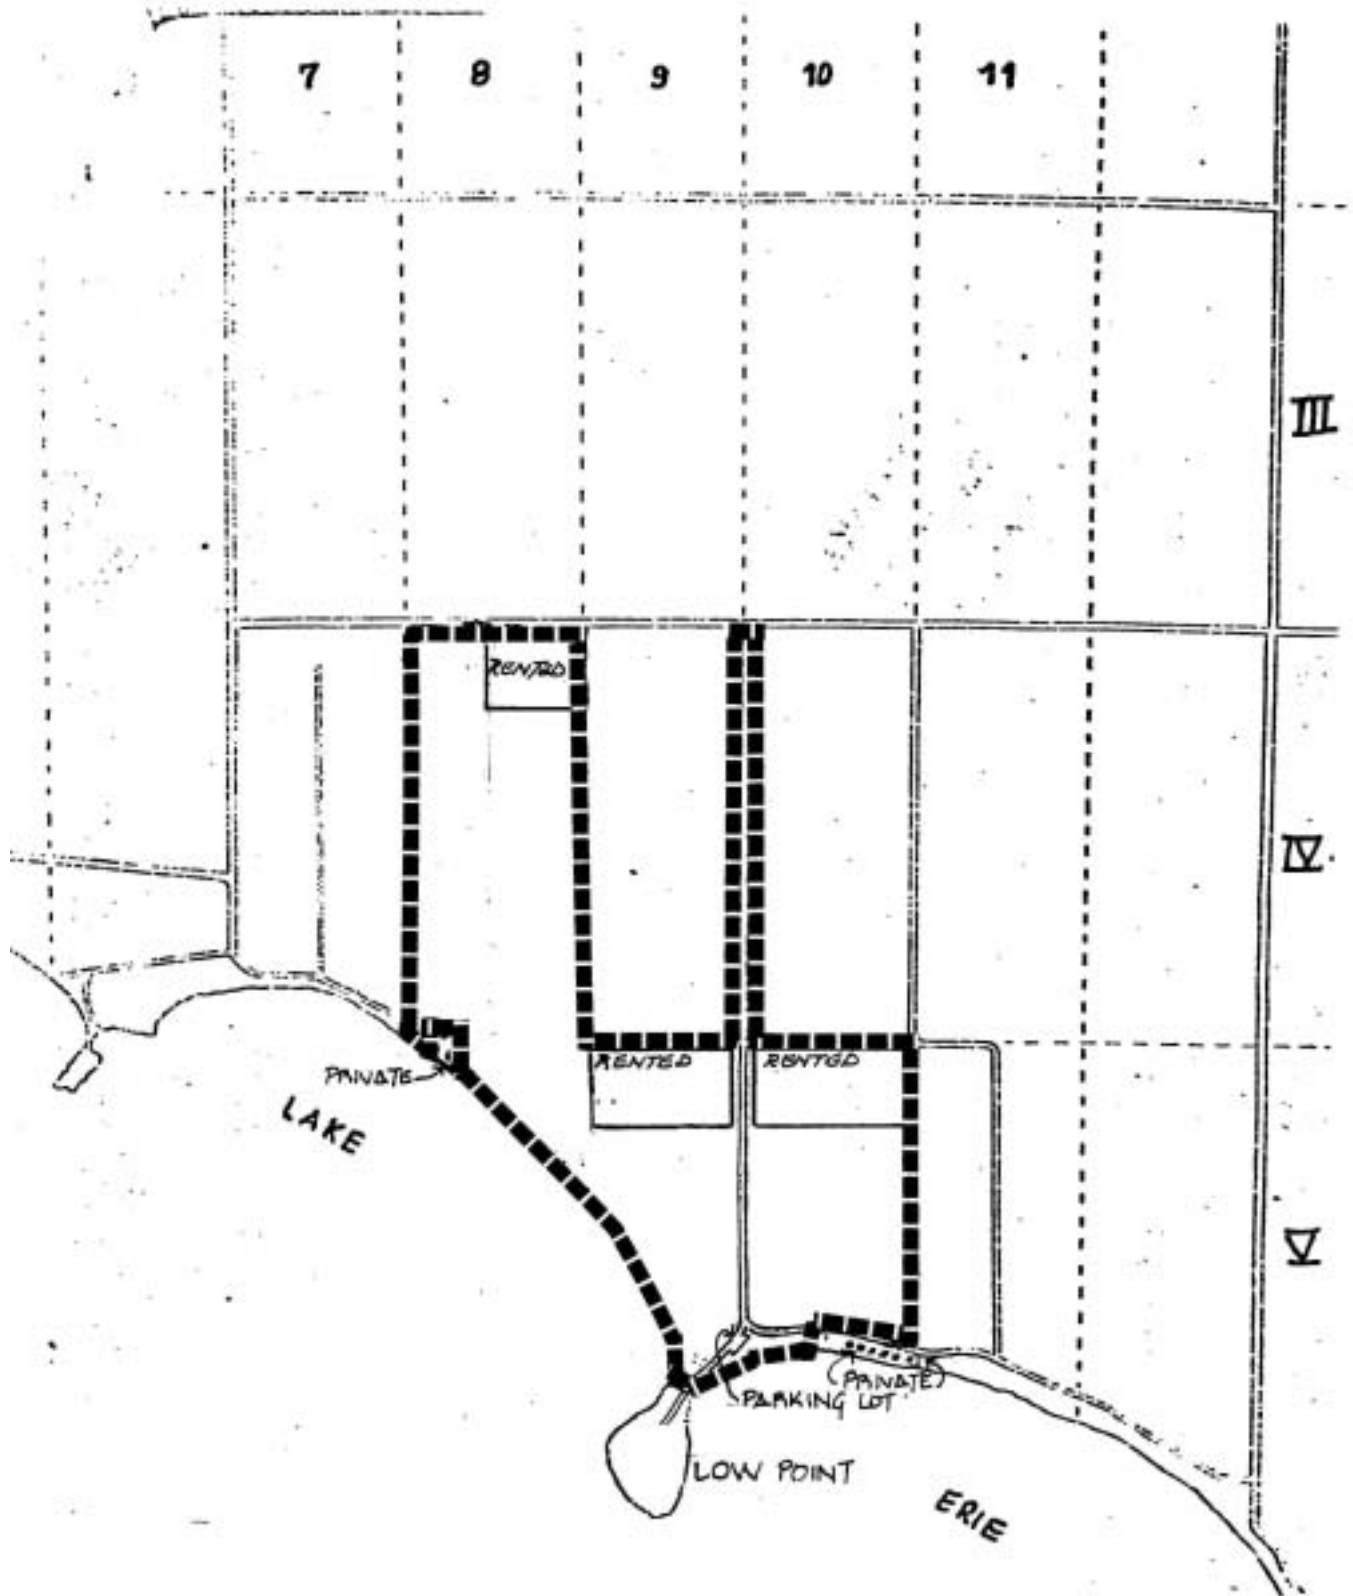 7 8 9 10 11
III
RENTED
IV
RENTED RENTED
PRIVATE
LAKE
V
PRIVATE
PARKING LOT
LOW POINT
ERIE